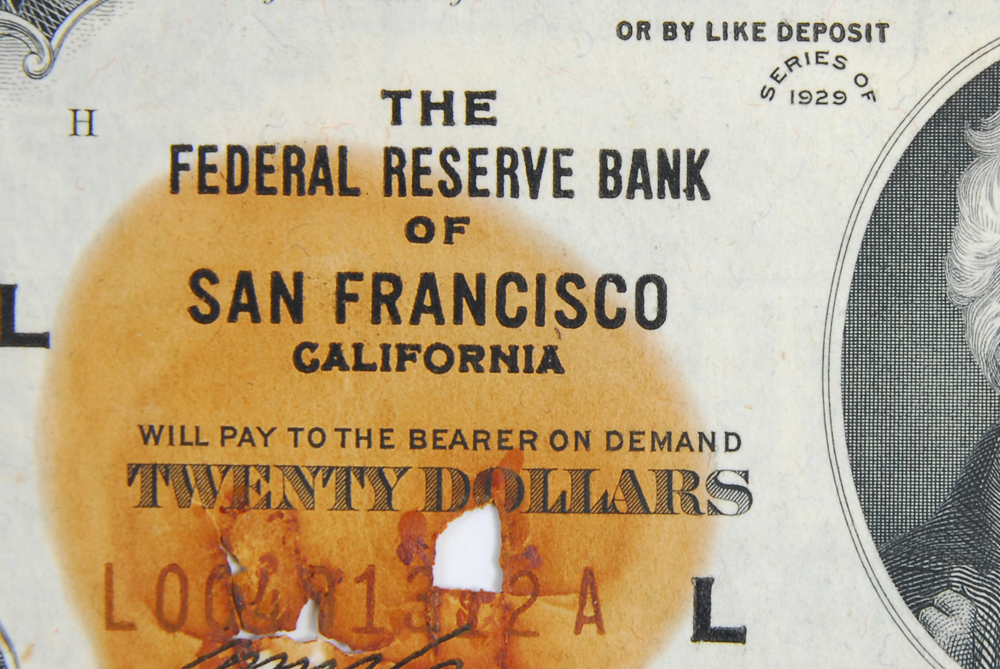 OR BY LIKE DEPOSIT
SERIES OF
1929
H
THE
FEDERAL RESERVE BANK
OF
SAN FRANCISCO
CALIFORNIA
L
WILL PAY TO THE BEARER ON DEMAND
TWENTY DOLLARS
L